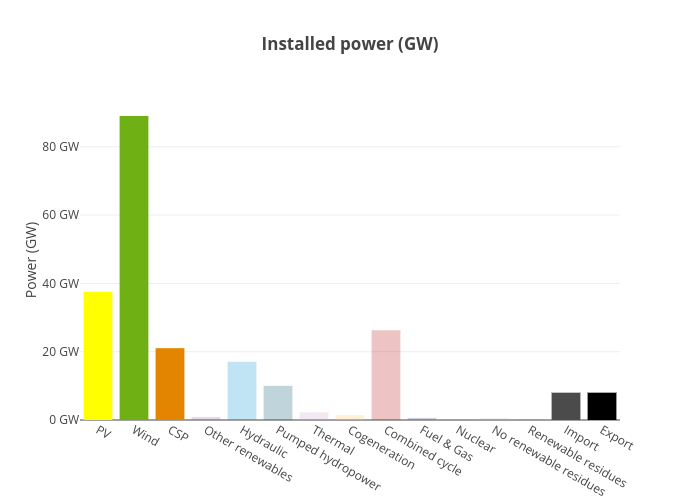 Installed power (GW)
Power (GW)
80 GW
60 GW
40 GW
20 GW
0 GW
PV
Wind
CSP
Other renewables
Hydraulic
Pumped hydropower
Thermal
Cogeneration
Combined cycle
Fuel & Gas
Nuclear
No renewable residues
Renewable residues
Import
Export